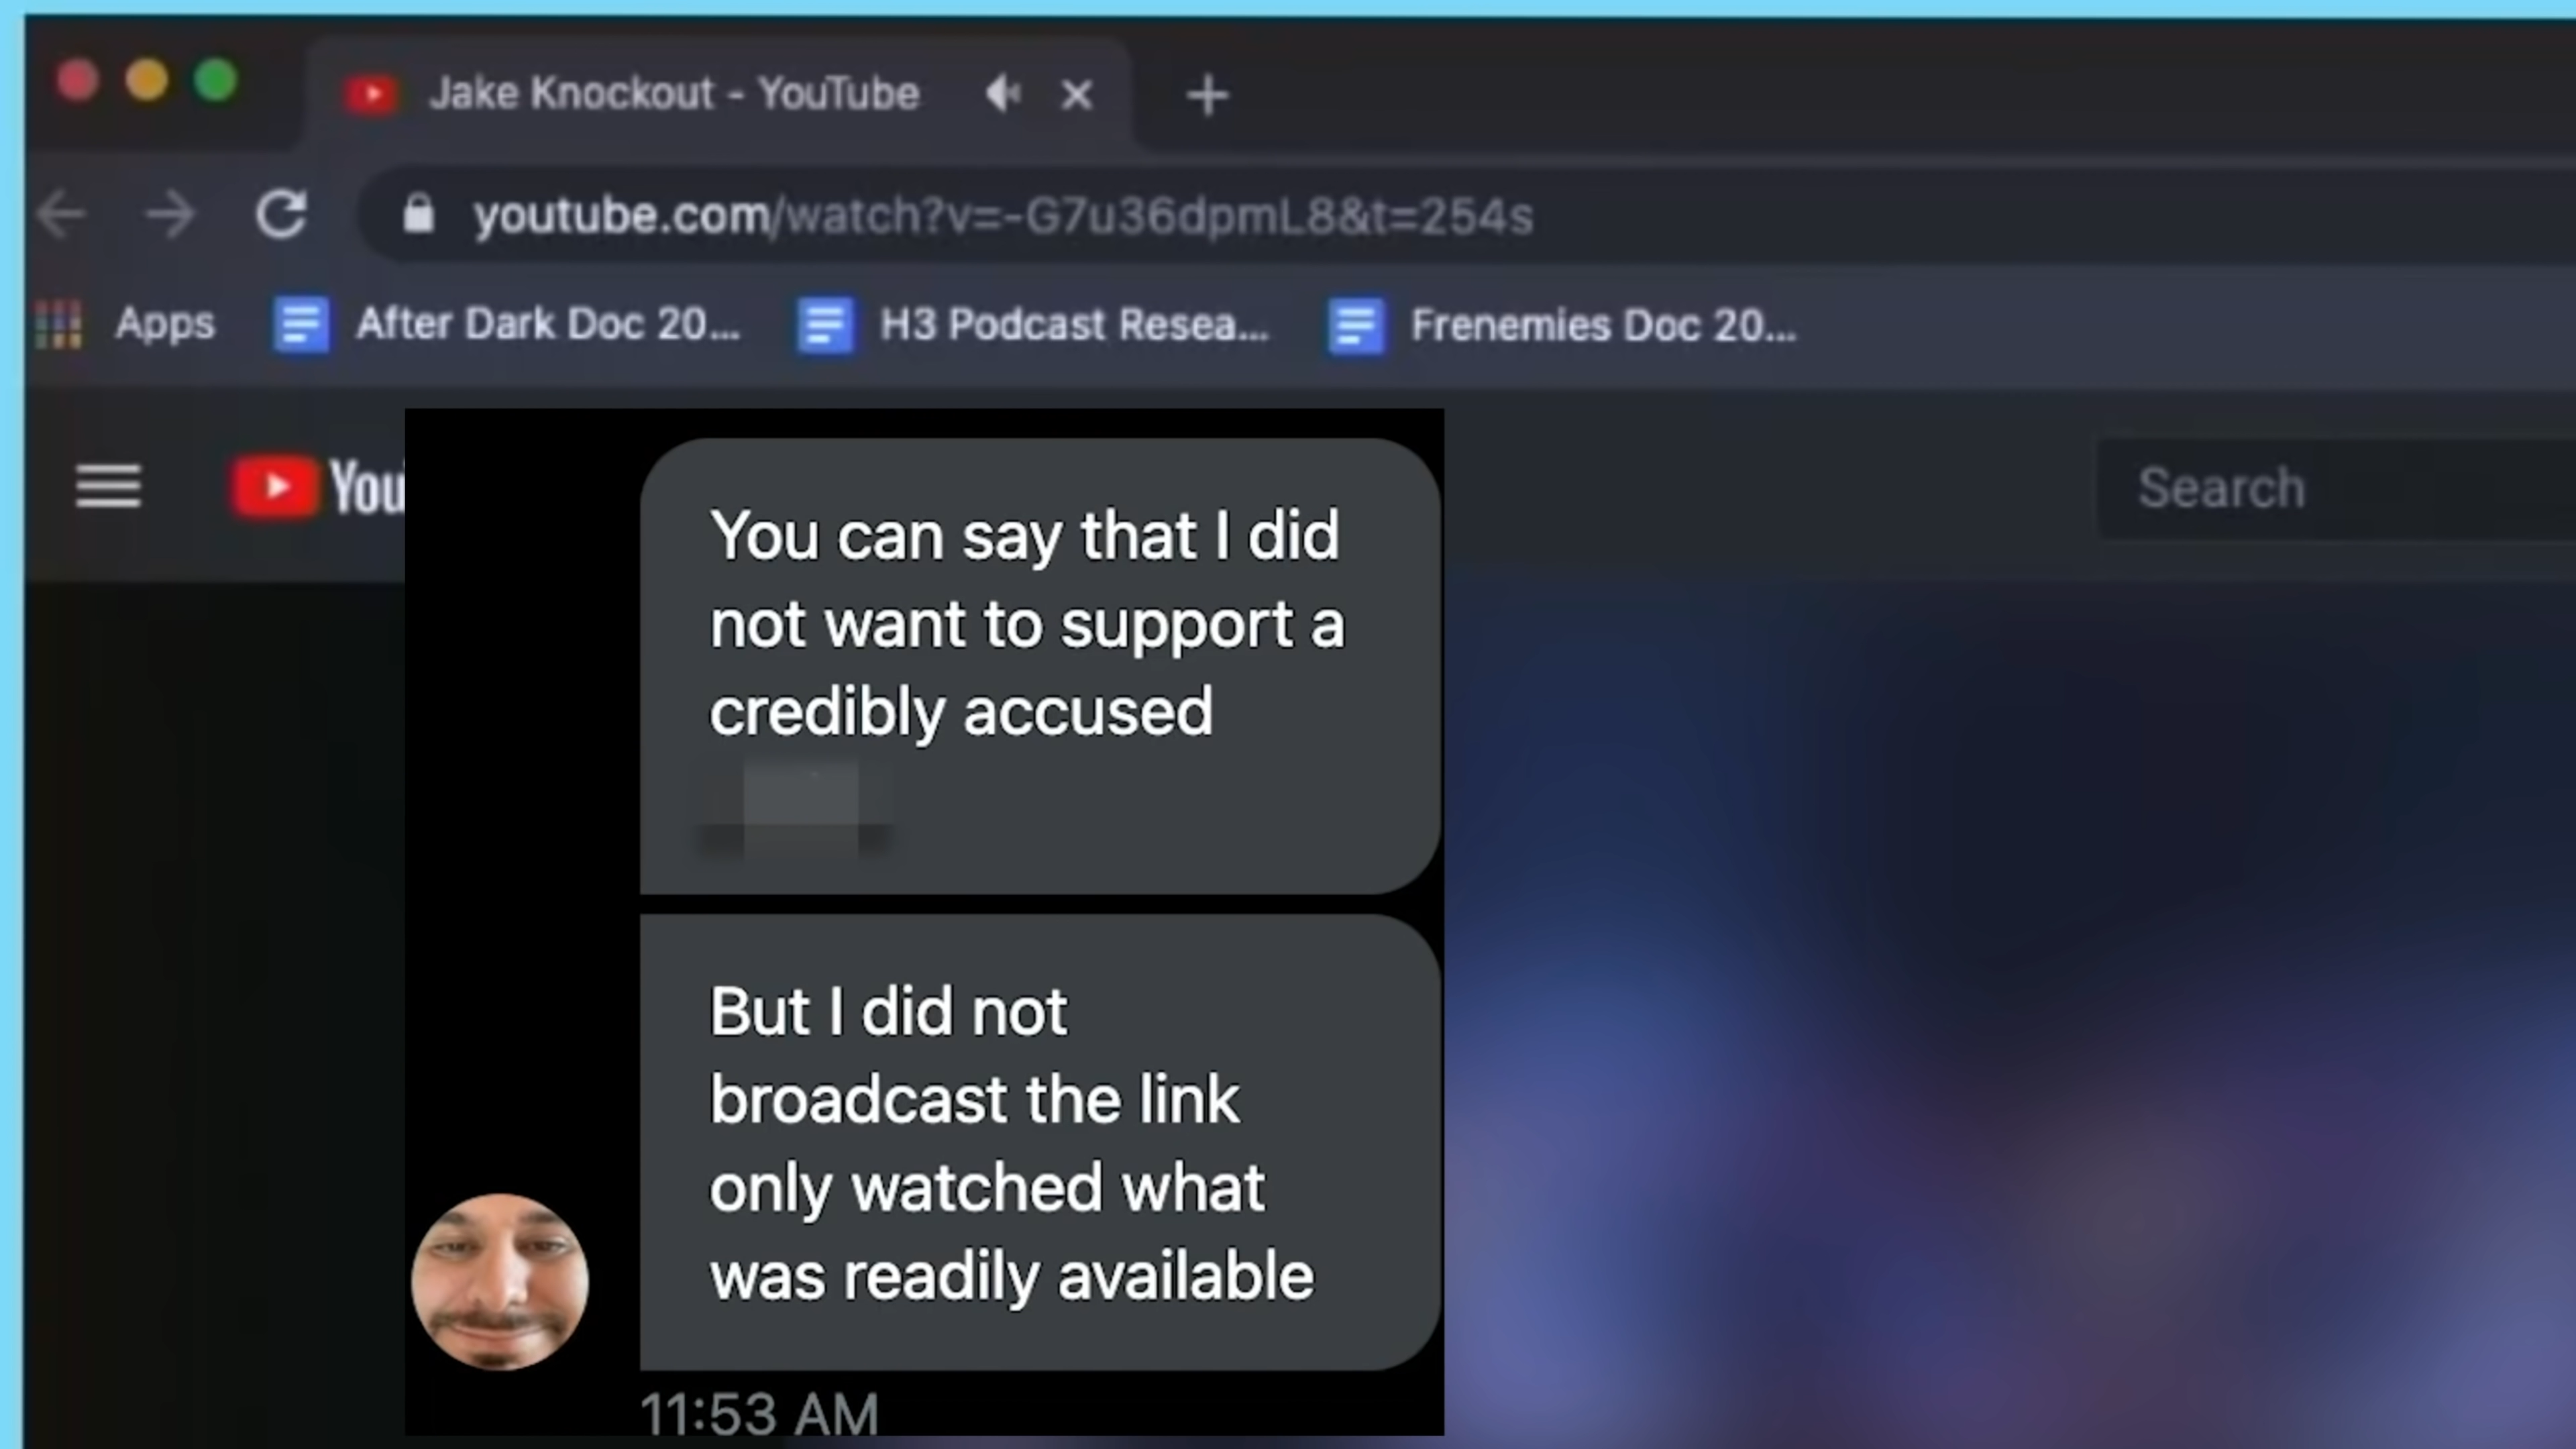 Jake Knockout - YouTube
youtube.com/watch?v=-G7u36dpmL8&t=254s
Apps After Dark Doc 20... H3 Podcast Resea... Frenemies Doc 20...
You
Search
You can say that I did
not want to support a
credibly accused
But I did not
broadcast the link
only watched what
was readily available
11:53 AM